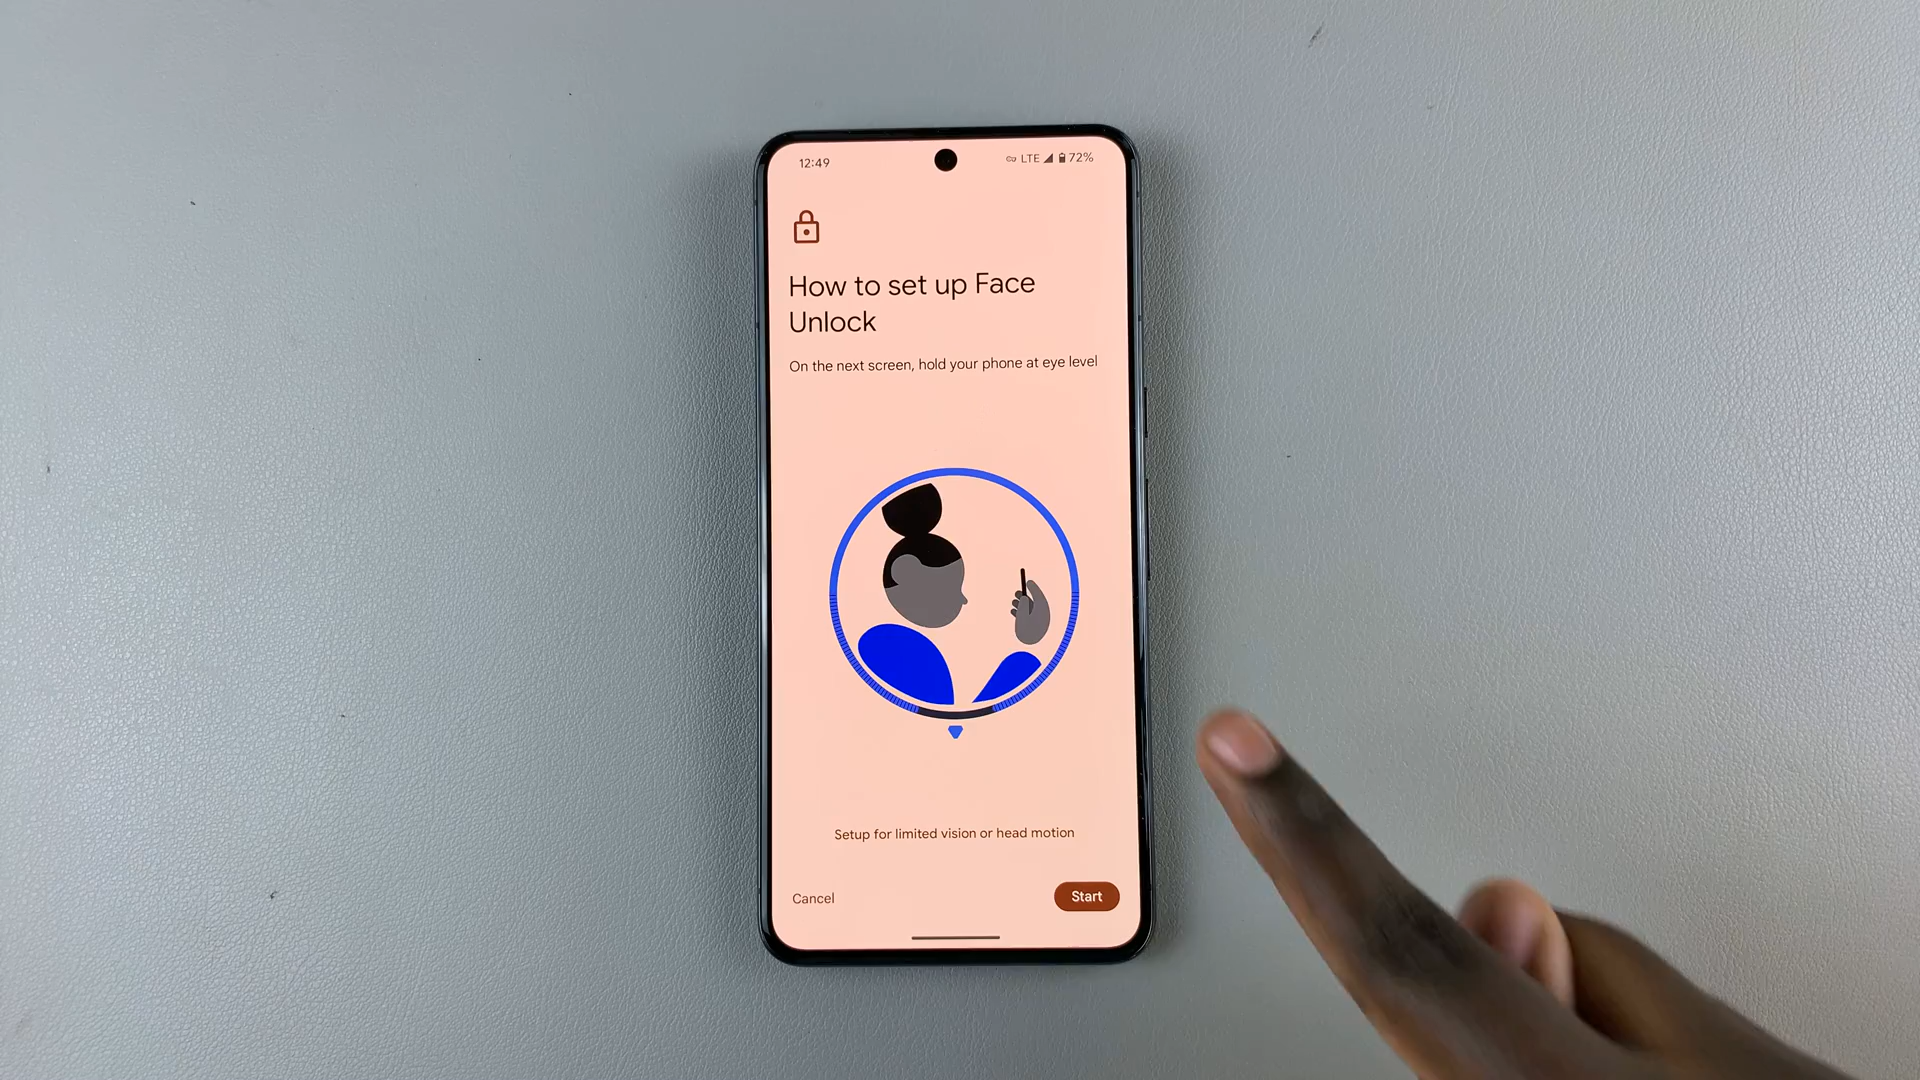 12:49
LTE 72%
How to set up Face
Unlock
On the next screen, hold your phone at eye level
Setup for limited vision or head motion
Cancel
Start